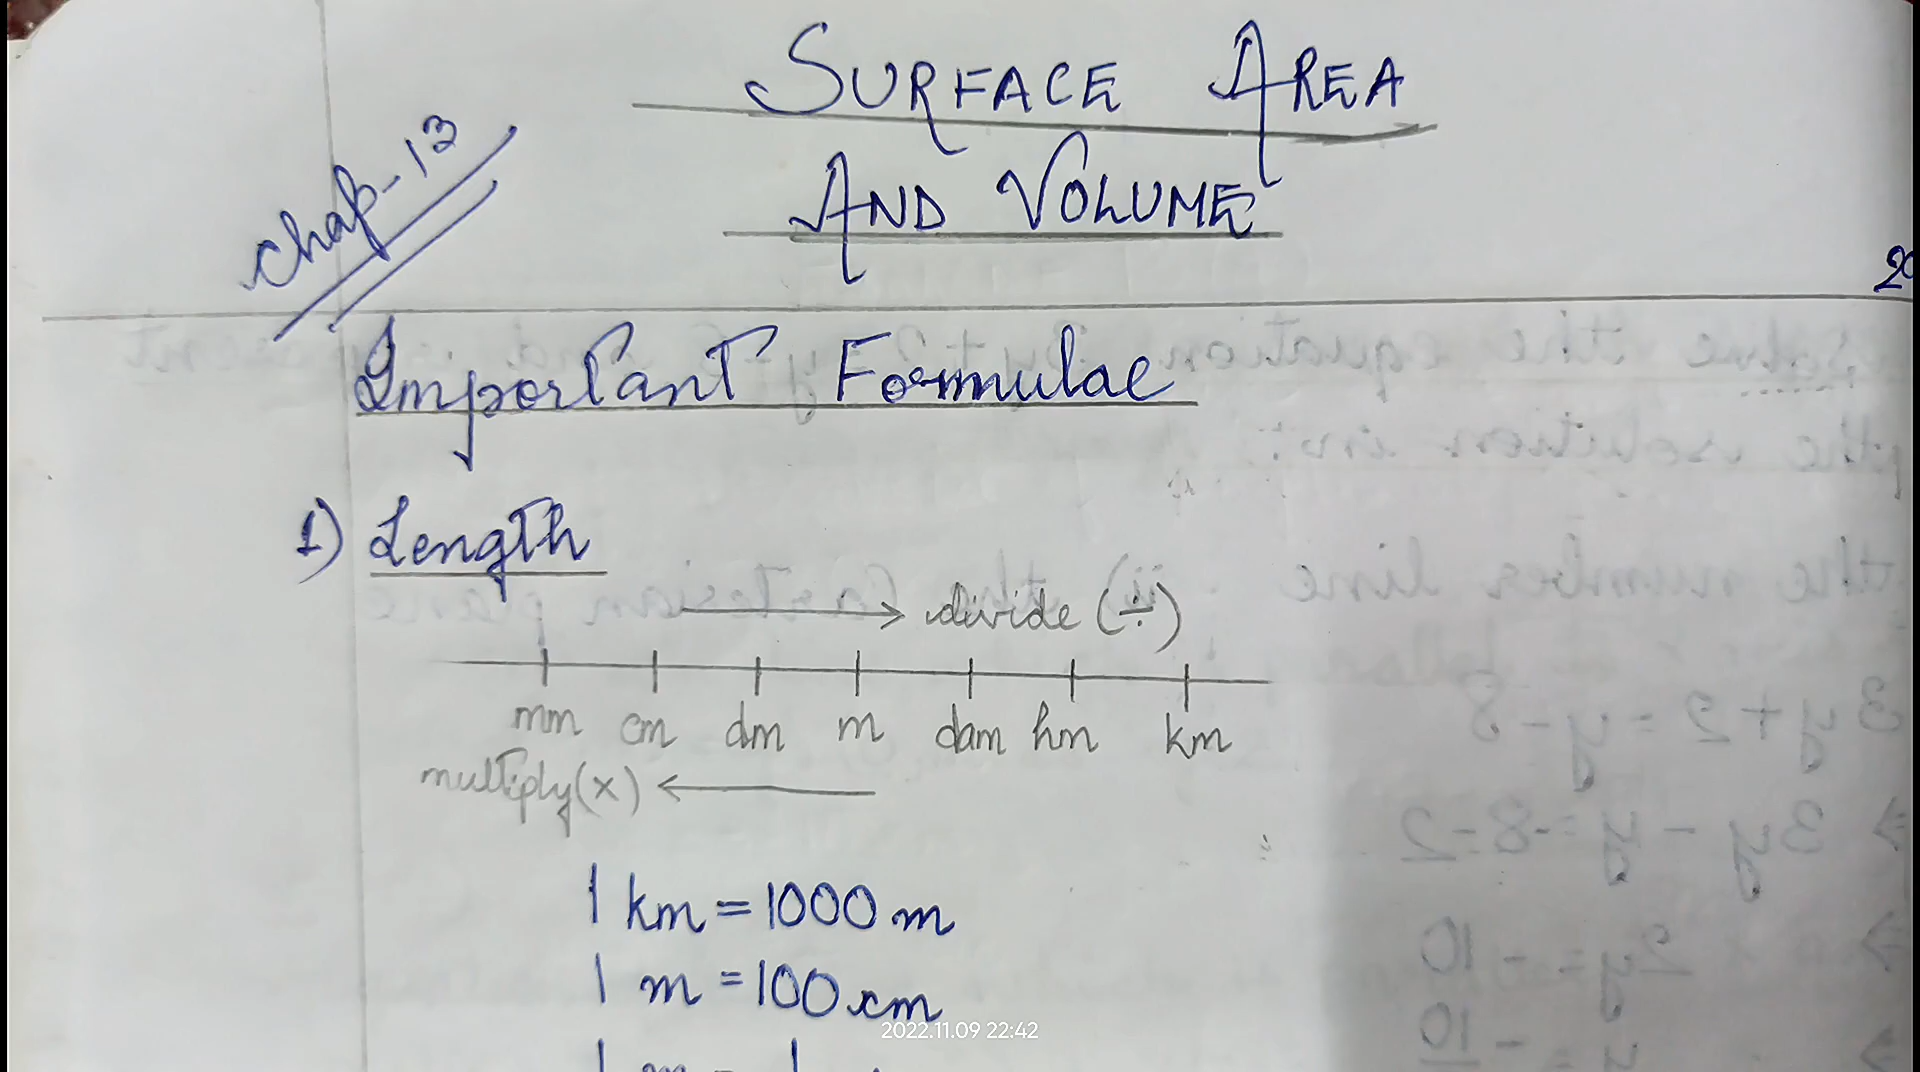 SURFACE AREA
AND VOLUME
Chap-13
20
Important Formulae
1) Length
divide (÷)
mm cm dm m dam hm km
multiply(x)
1 km = 1000 m
1 m = 100 cm
2022.11.09 22:42